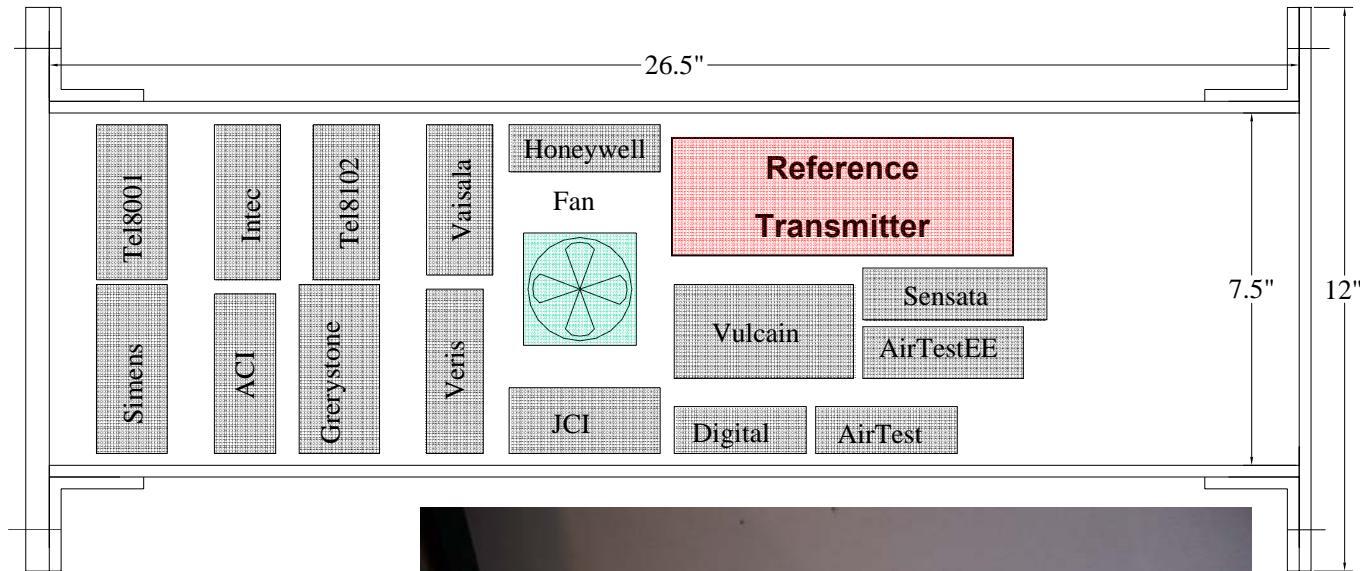 26.5"
Tel8001
Intec
Tel8102
Vaisala
Honeywell
Fan
Reference
Transmitter
7.5"
12"
Simens
ACI
Grerystone
Veris
JCI
Vulcain
Sensata
AirTestEE
Digital
AirTest